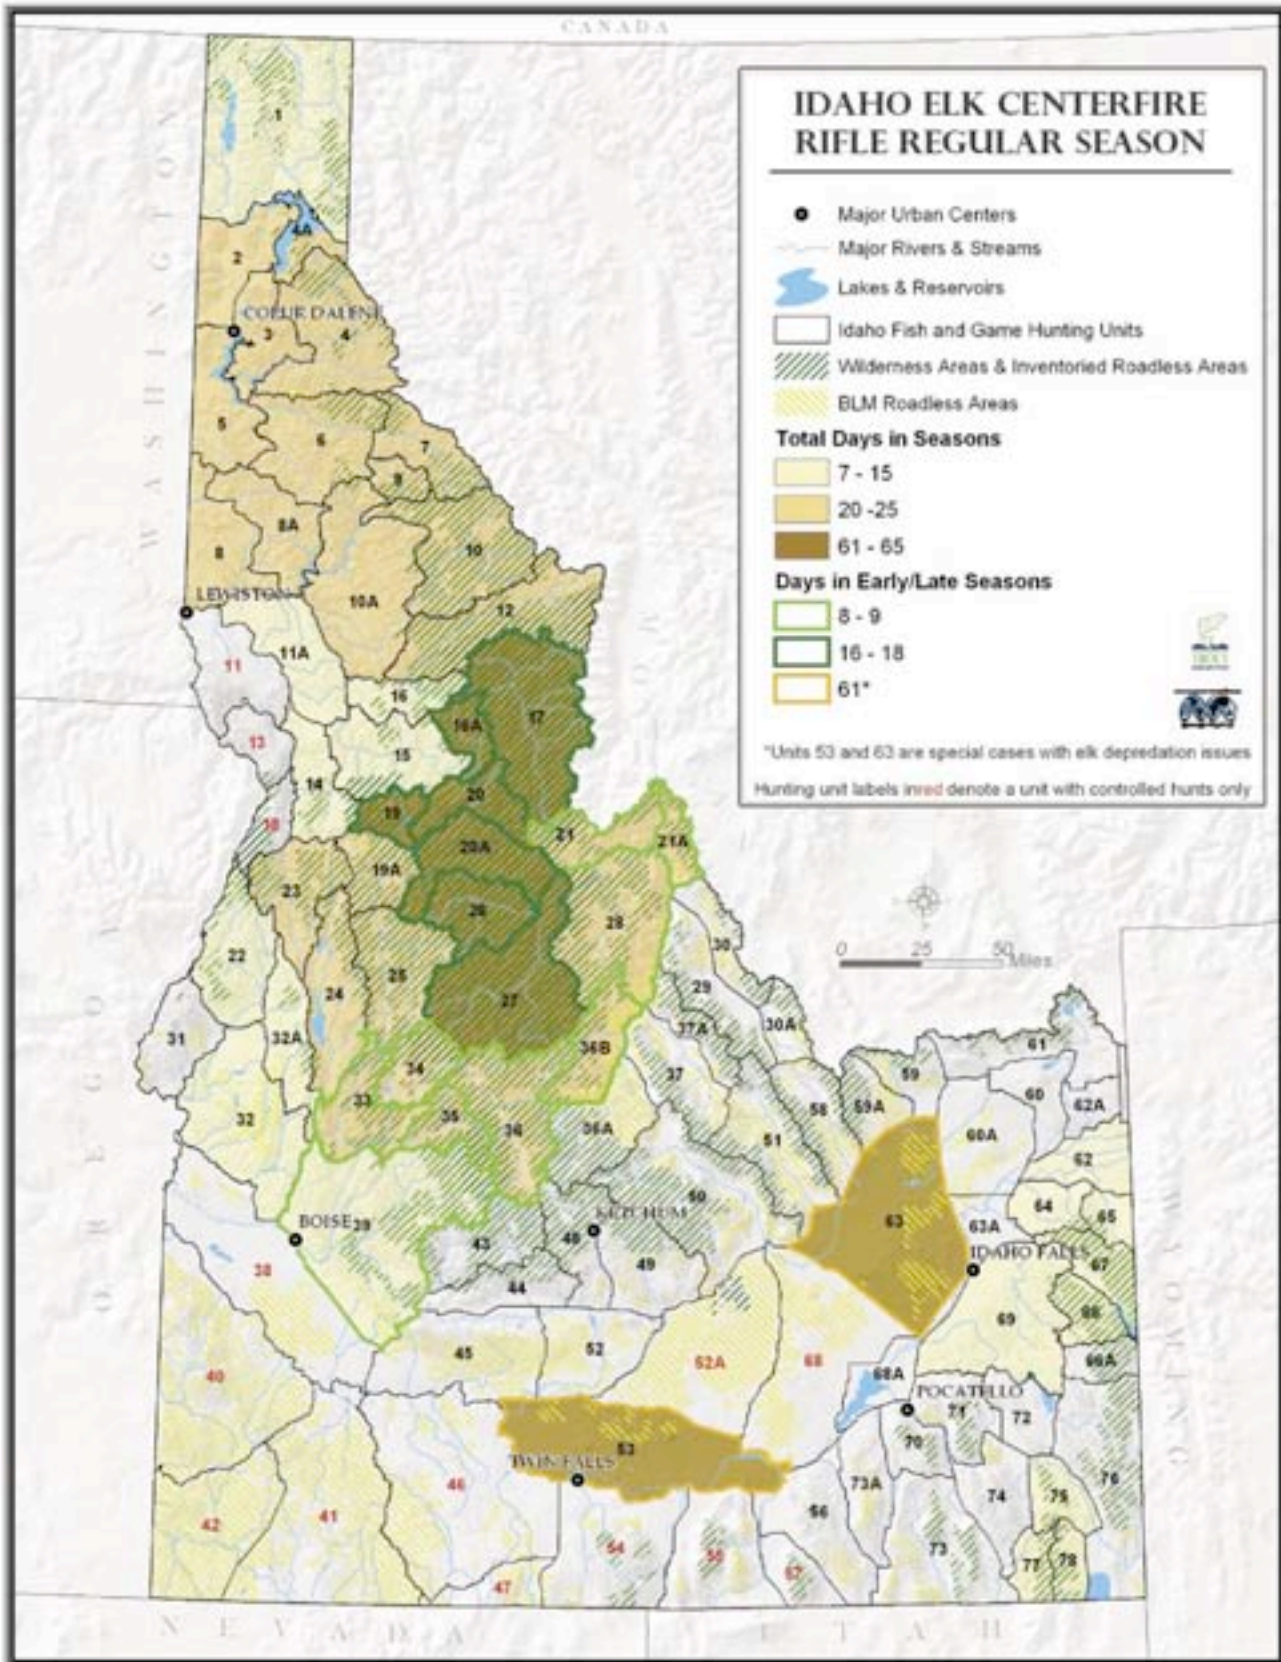 CANADA
IDAHO ELK CENTERFIRE
RIFLE REGULAR SEASON
Major Urban Centers
Major Rivers & Streams
Lakes & Reservoirs
Idaho Fish and Game Hunting Units
Wilderness Areas & Inventoried Roadless Areas
BLM Roadless Areas
Total Days in Seasons
7 - 15
20 -25
61 - 65
Days in Early/Late Seasons
8 - 9
16 - 18
61*
*Units 53 and 63 are special cases with elk depredation issues
Hunting unit labels inred denote a unit with controlled hunts only
WASHINGTON
OREGON
WYOMING
NEVADA
UTAH
0 25 50
Miles
1
4A
2
COEUR DALENE
3
4
5
6
7
9
8A
8
10
LEWISTON
10A
12
11A
11
16
17
16A
13
15
14
20
19
18
21
21A
20A
19A
23
26
28
22
30
25
29
24
27
37A
30A
31
32A
36B
61
34
37
59
60
33
58
59A
62A
32
35
36
36A
51
60A
62
50
64
65
BOISE
39
KETCHUM
48
63
63A
43
IDAHO FALLS
67
38
49
44
66
69
45
52
52A
68
66A
40
68A
POCATELLO
71
72
53
70
TWIN FALLS
46
73A
76
56
74
75
42
41
54
55
57
73
77
78
47